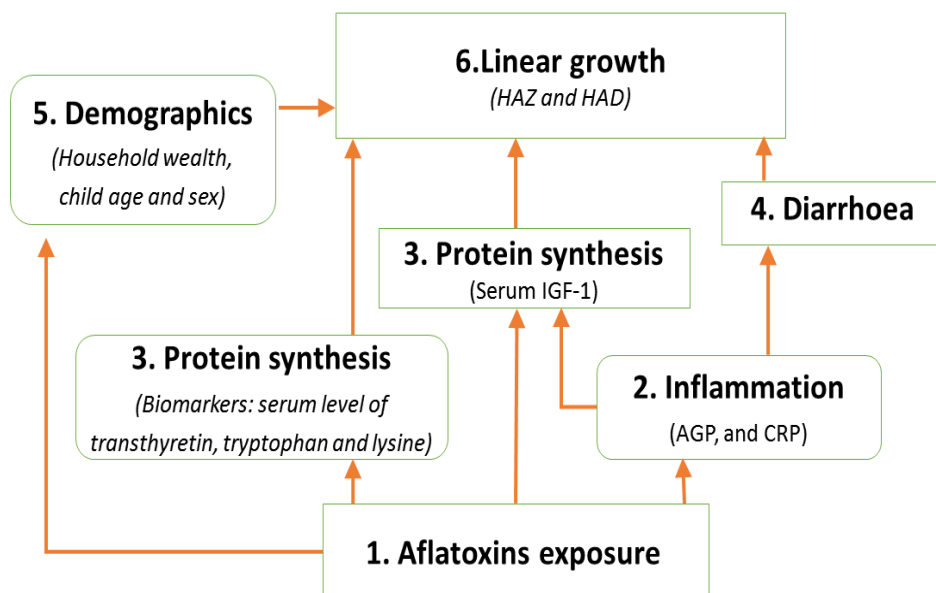 6.Linear growth
(HAZ and HAD)
5. Demographics
(Household wealth,
child age and sex)
4. Diarrhoea
3. Protein synthesis
(Serum IGF-1)
3. Protein synthesis
(Biomarkers: serum level of
transthyretin, tryptophan and lysine)
2. Inflammation
(AGP, and CRP)
1. Aflatoxins exposure